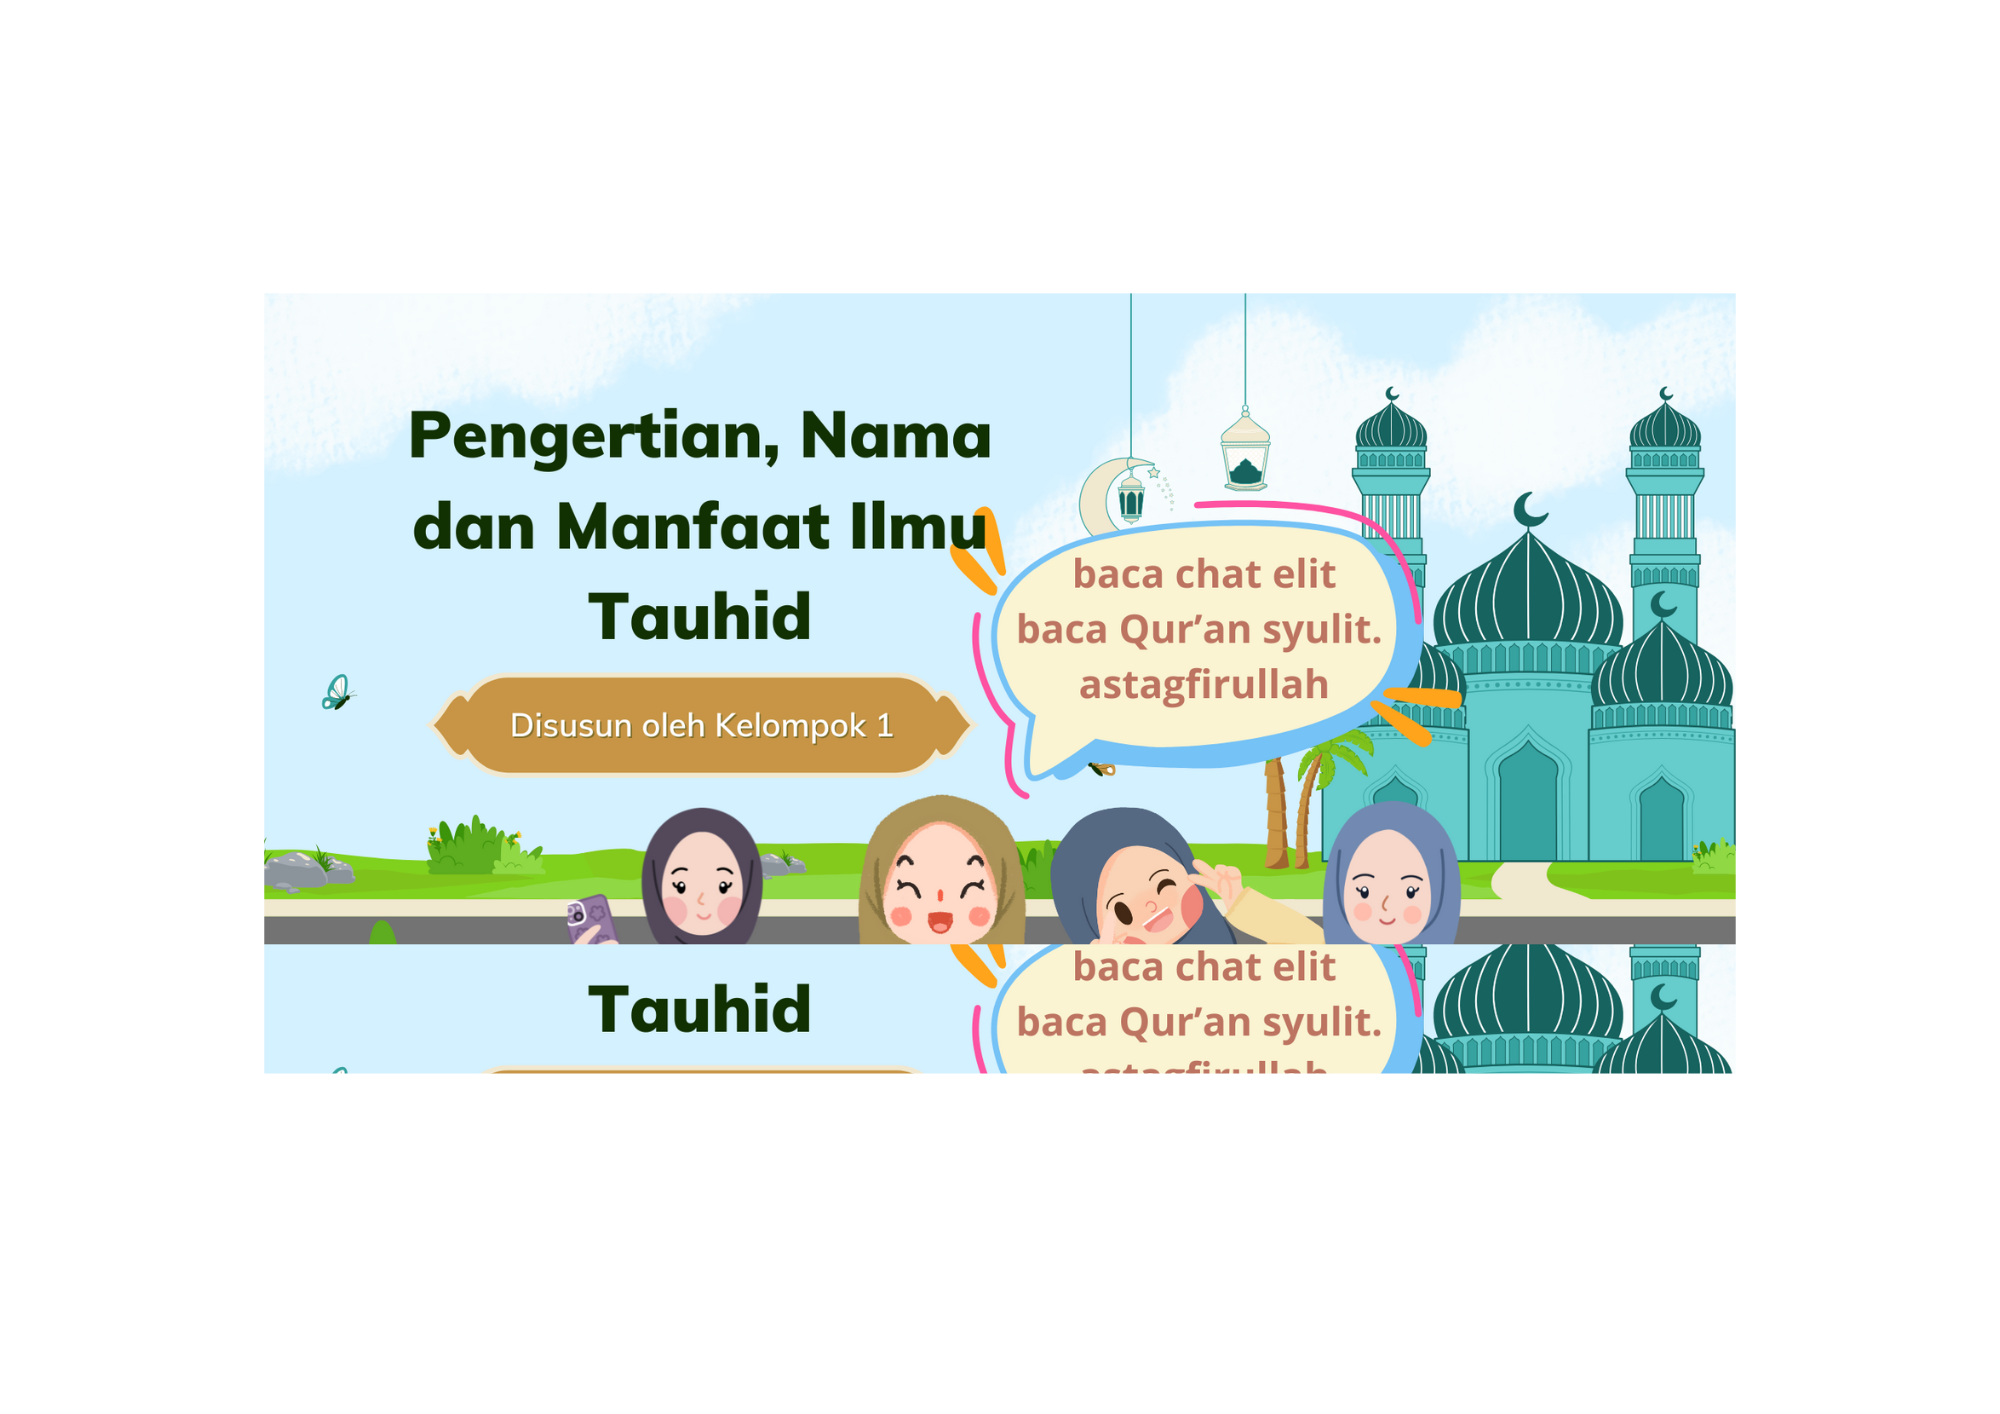 Pengertian, Nama
dan Manfaat Ilmu
Tauhid
Disusun oleh Kelompok 1
baca chat elit
baca Qur’an syulit.
astagfirullah
Tauhid
baca chat elit
baca Qur’an syulit.
astagfirullah